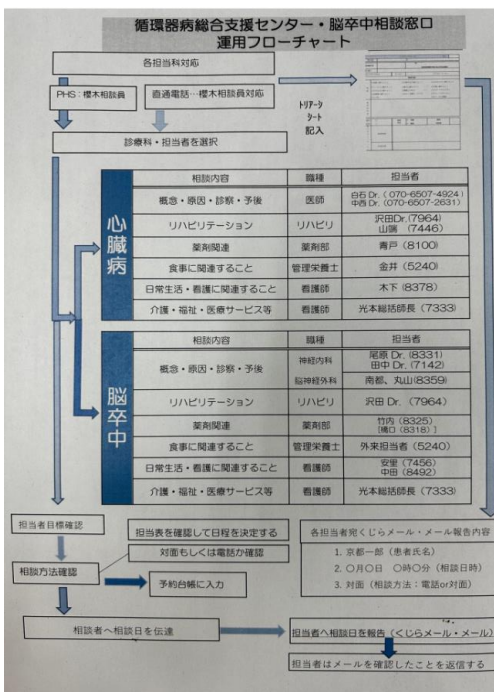 循環器病総合支援センター・脳卒中相談窓口
運用フローチャート
各担当科対応
PHS:櫻木相談員
直通電話…櫻木相談員対応
トリアージ
シート
記入
診療科・担当者を選択
心臓病
相談内容 職種 担当者
概念・原因・診察・予後 医師 白石 Dr.(070-6507-4924)
中西 Dr.(070-6507-2631)
リハビリテーション リハビリ 沢田Dr.(7964)
山端 (7446)
薬剤関連 薬剤部 青戸(8100)
食事に関連すること 管理栄養士 金井(5240)
日常生活・看護に関連すること 看護師 木下(8378)
介護・福祉・医療サービス等 看護師 光本総括師長(7333)
脳卒中
相談内容 職種 担当者
概念・原因・診察・予後 神経内科 尾原 Dr.(8331)
田中 Dr.(7142)
脳神経外科 南都、丸山(8359)
リハビリテーション リハビリ 沢田 Dr.(7964)
薬剤関連 薬剤部 竹内(8325)
[橋口(8318)]
食事に関連すること 管理栄養士 外来担当者(5240)
日常生活・看護に関連すること 看護師 安里(7456)
中田(8492)
介護・福祉・医療サービス等 看護師 光本総括師長(7333)
担当者目標確認
担当表を確認して日程を決定する
対面もしくは電話か確認
相談方法確認
予約台帳に入力
各担当者宛くじらメール・メール報告内容
1. 京都一郎(患者氏名)
2. 〇月〇日 〇時〇分(相談日時)
3. 対面(相談方法:電話or対面)
相談者へ相談日を伝達
担当者へ相談日を報告(くじらメール・メール)
担当者はメールを確認したことを返信する